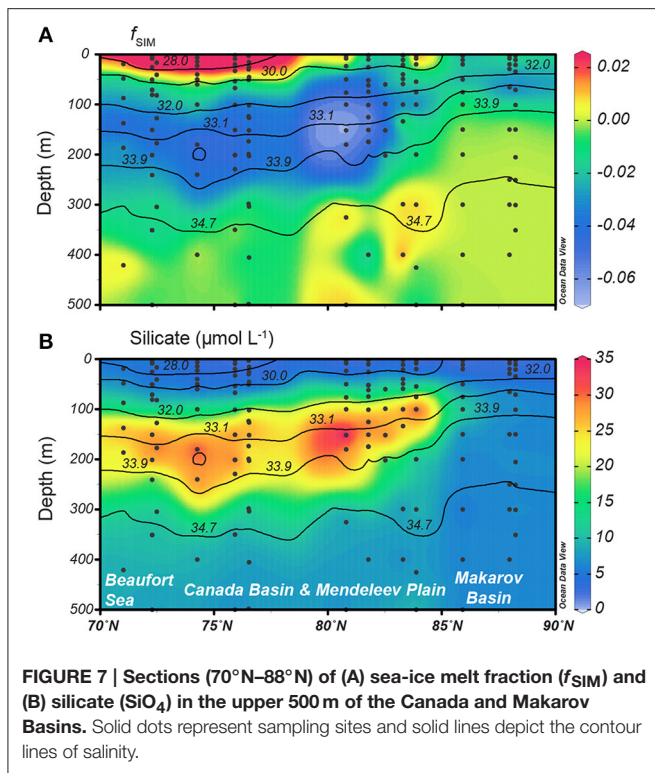 A
f SIM
0
100
200
300
400
500
Depth (m)
28.0
30.0
32.0
32.0
33.1
33.1
33.9
33.9
33.9
34.7
34.7
0.02
0.00
-0.02
-0.04
-0.06
Ocean Data View
B
Silicate (µmol L-1)
0
100
200
300
400
500
Depth (m)
28.0
30.0
32.0
32.0
33.1
33.1
33.9
33.9
33.9
34.7
34.7
35
30
25
20
15
10
5
0
Ocean Data View
Beaufort
Sea
Canada Basin & Mendeleev Plain
Makarov
Basin
70°N 75°N 80°N 85°N 90°N
FIGURE 7 | Sections (70°N–88°N) of (A) sea-ice melt fraction (fSIM) and
(B) silicate (SiO4) in the upper 500 m of the Canada and Makarov
Basins. Solid dots represent sampling sites and solid lines depict the contour
lines of salinity.